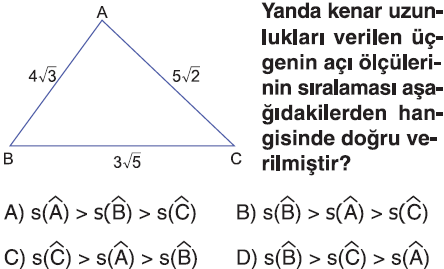 A
4√3
5√2
B
3√5
C
Yanda kenar uzun-
lukları verilen üç-
genin açı ölçüleri-
nin sıralaması aşa-
ğıdakilerden han-
gisinde doğru ve-
rilmiştir?
A) s(Â) > s(B̂) > s(Ĉ) B) s(B̂) > s(Â) > s(Ĉ)
C) s(Ĉ) > s(Â) > s(B̂) D) s(B̂) > s(Ĉ) > s(Â)